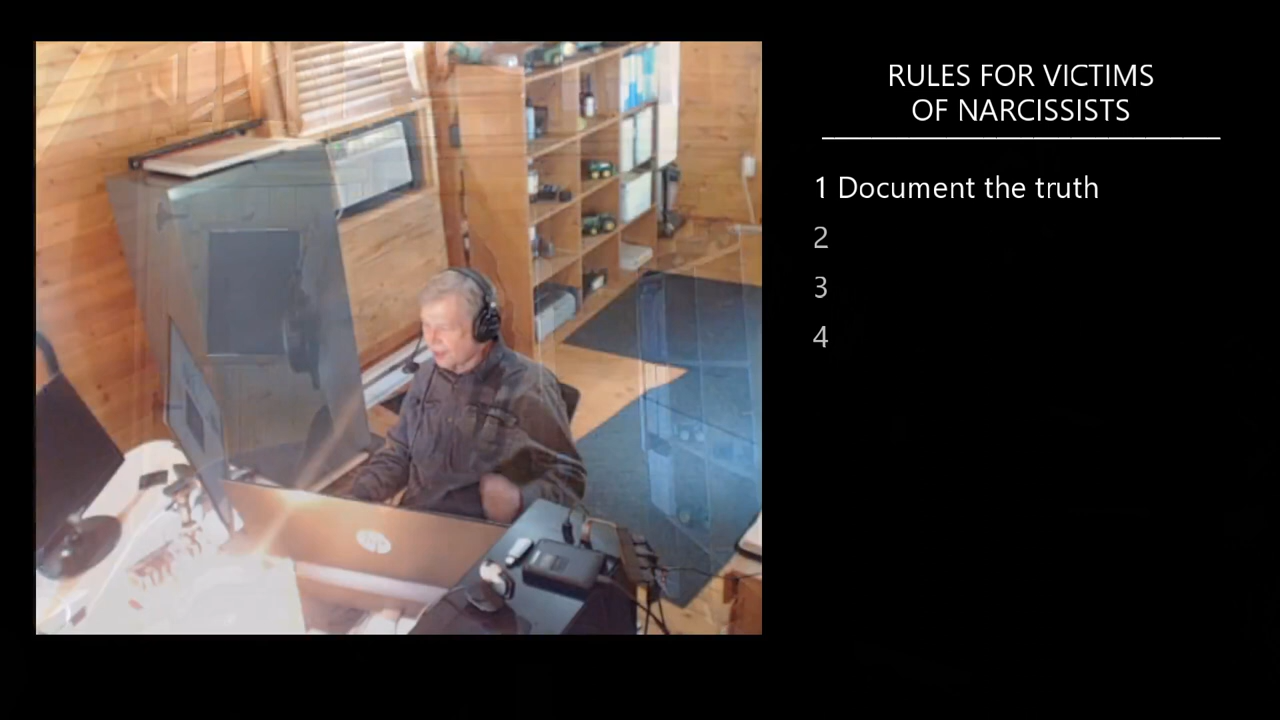 RULES FOR VICTIMS
OF NARCISSISTS
1 Document the truth
2
3
4